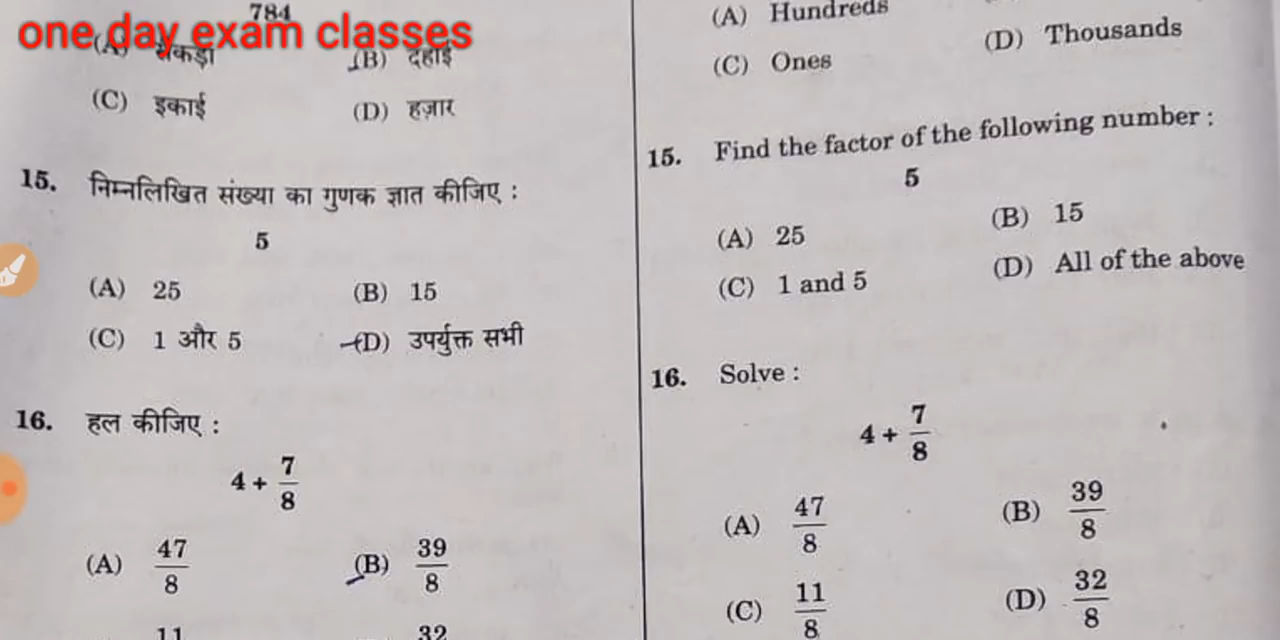 784
one day exam classes
(A) सैकड़ा (B) दहाई
(C) इकाई (D) हज़ार
15. निम्नलिखित संख्या का गुणक ज्ञात कीजिए :
5
(A) 25 (B) 15
(C) 1 और 5 (D) उपर्युक्त सभी
16. हल कीजिए :
4 + 7/8
(A) 47/8 (B) 39/8
11 32
(A) Hundreds
(C) Ones (D) Thousands
15. Find the factor of the following number :
5
(A) 25 (B) 15
(C) 1 and 5 (D) All of the above
16. Solve :
4 + 7/8
(A) 47/8 (B) 39/8
(C) 11/8 (D) 32/8